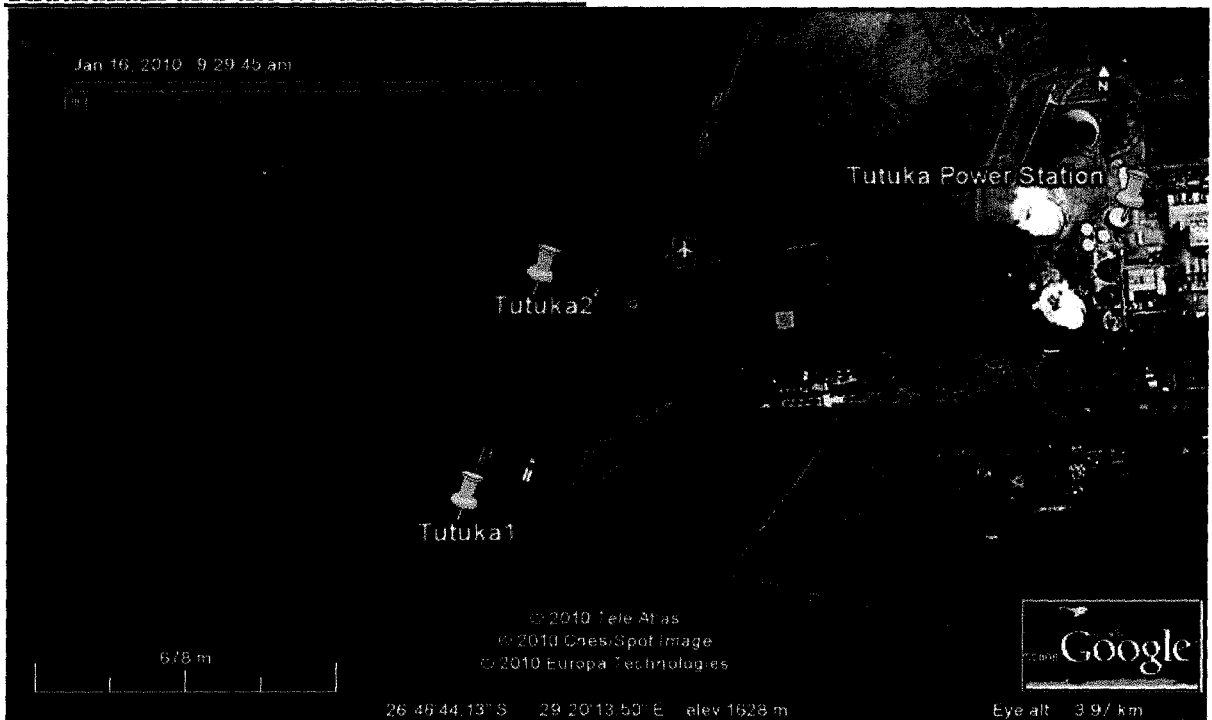 Jan 16, 2010 9:29:45 am
N
Tutuka Power Station
Tutuka2
Tutuka1
© 2010 Tele Atlas
© 2010 Cnes/Spot Image
© 2010 Europa Technologies
678 m
Google
26 46'44.13" S 29 20'13.50" E elev 1628 m
Eye alt 3.97 km